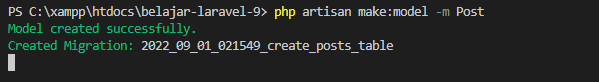 PS C:\xampp\htdocs\belajar-laravel-9> php artisan make:model -m Post
Model created successfully.
Created Migration: 2022_09_01_021549_create_posts_table